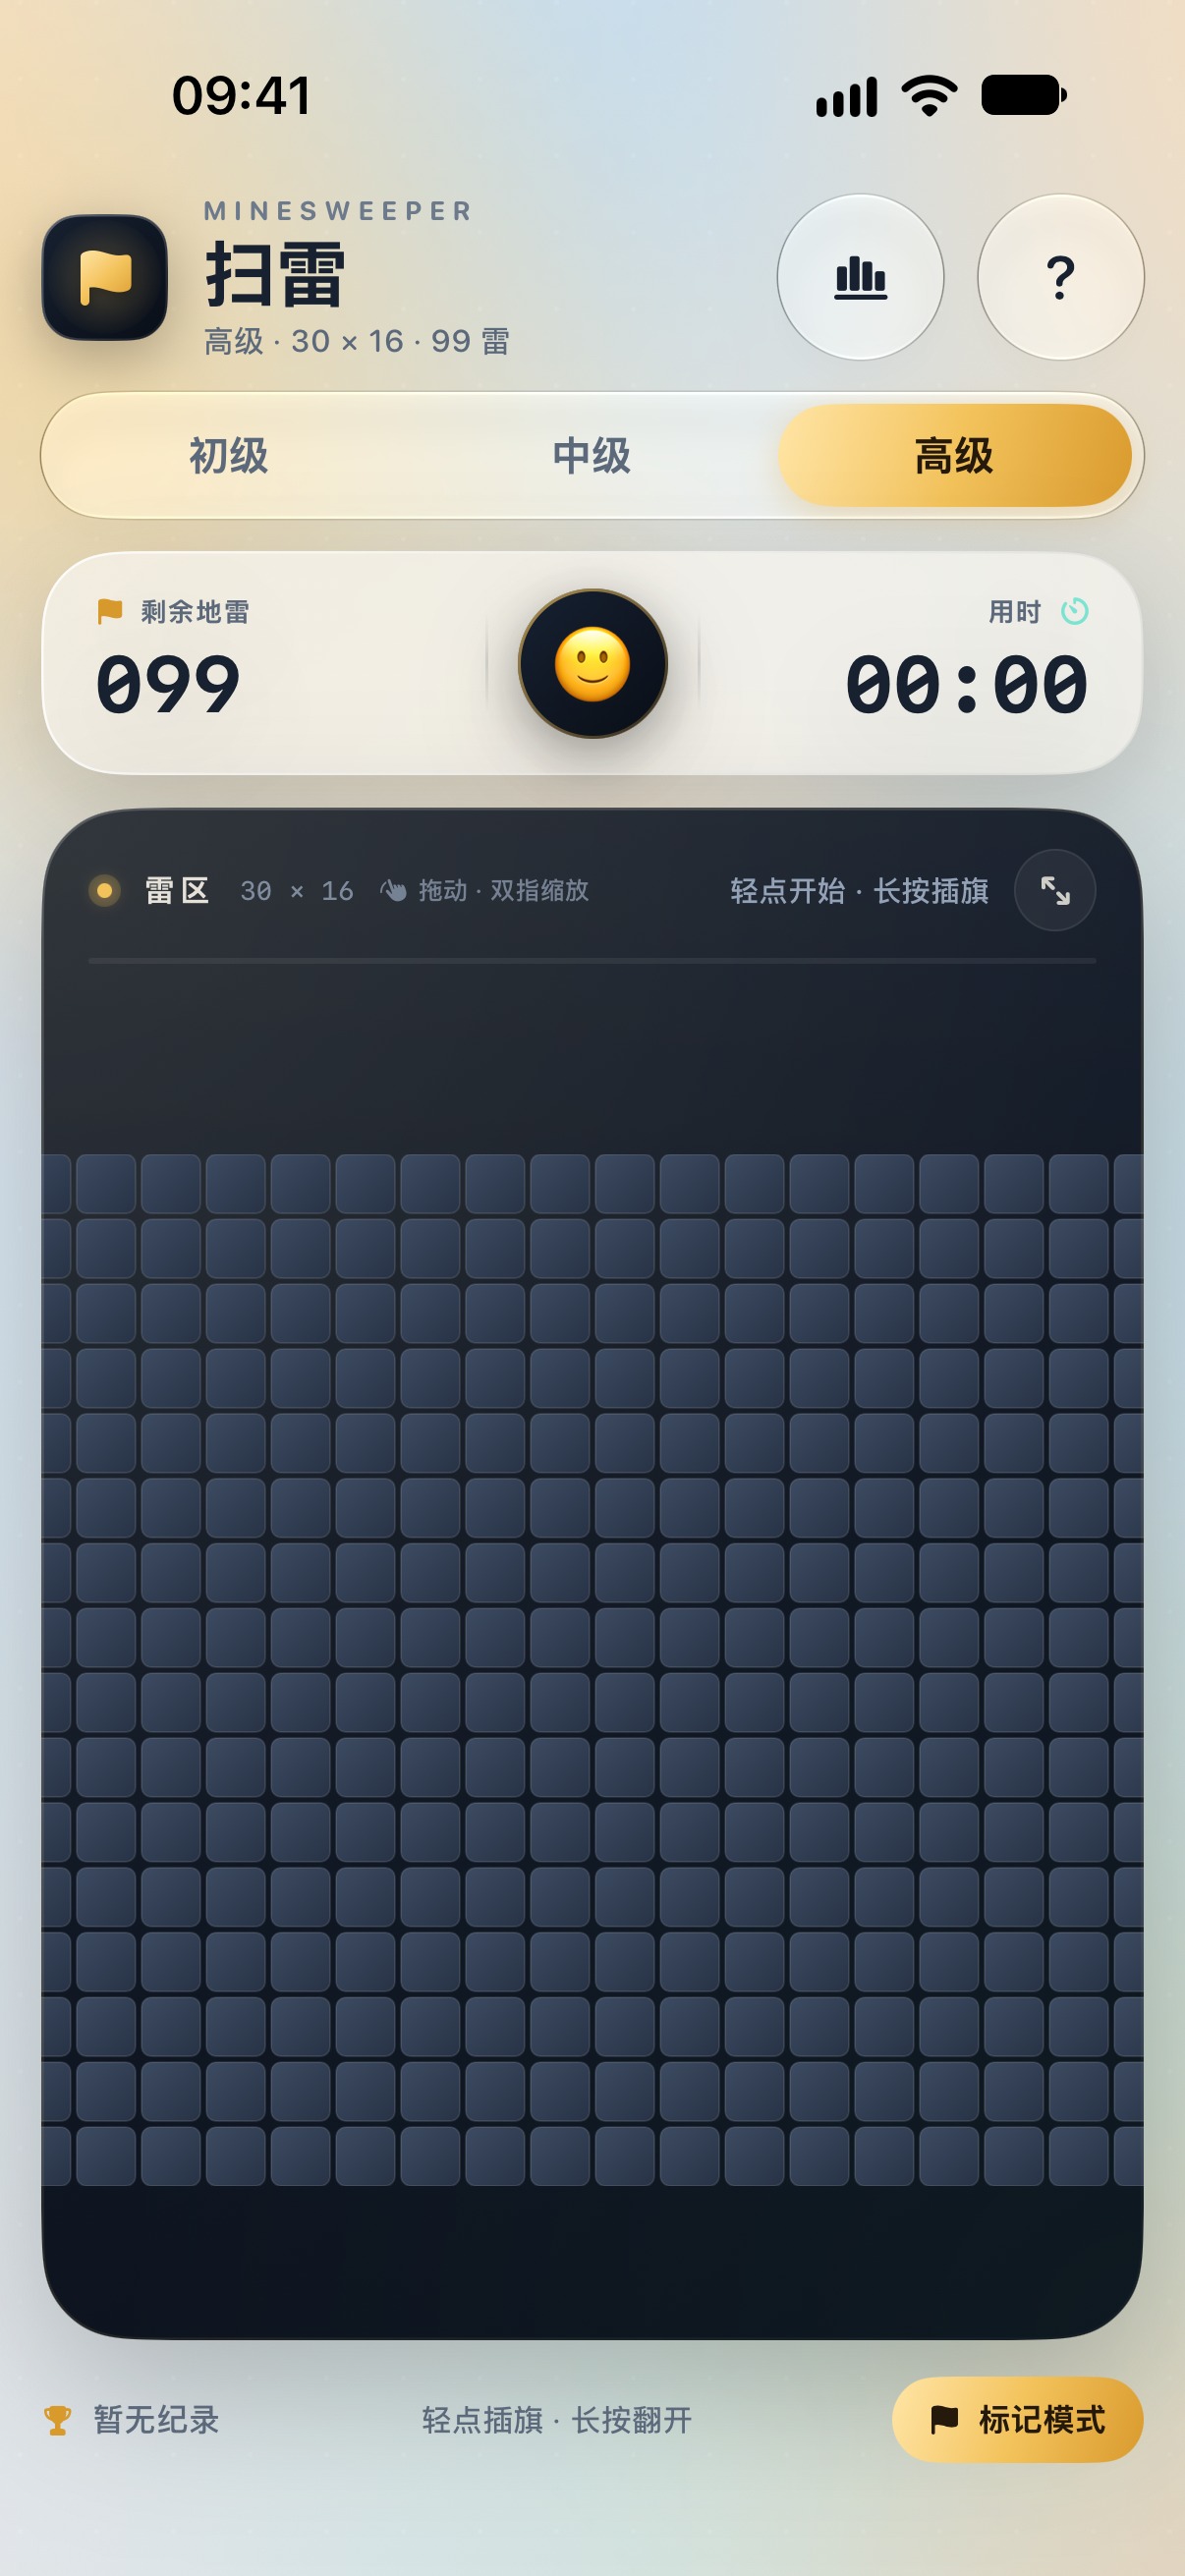 09:41
MINESWEEPER
扫雷
高级 · 30 × 16 · 99 雷
?
初级 中级 高级
剩余地雷 用时
099 00:00
雷区 30 × 16 拖动 · 双指缩放 轻点开始 · 长按插旗
暂无纪录 轻点插旗 · 长按翻开 标记模式